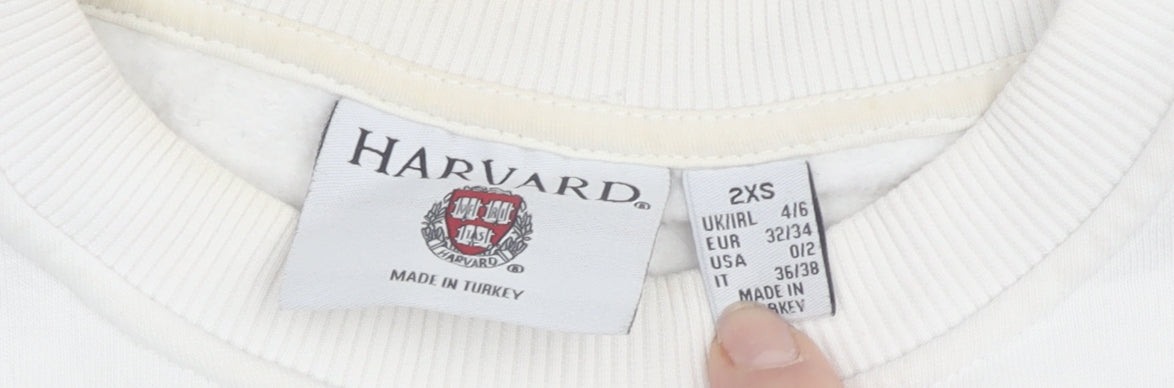 HARVARD®
VE RI
TAS
HARVARD ®
MADE IN TURKEY
2XS
UK/IRL 4/6
EUR 32/34
USA 0/2
IT 36/38
MADE IN